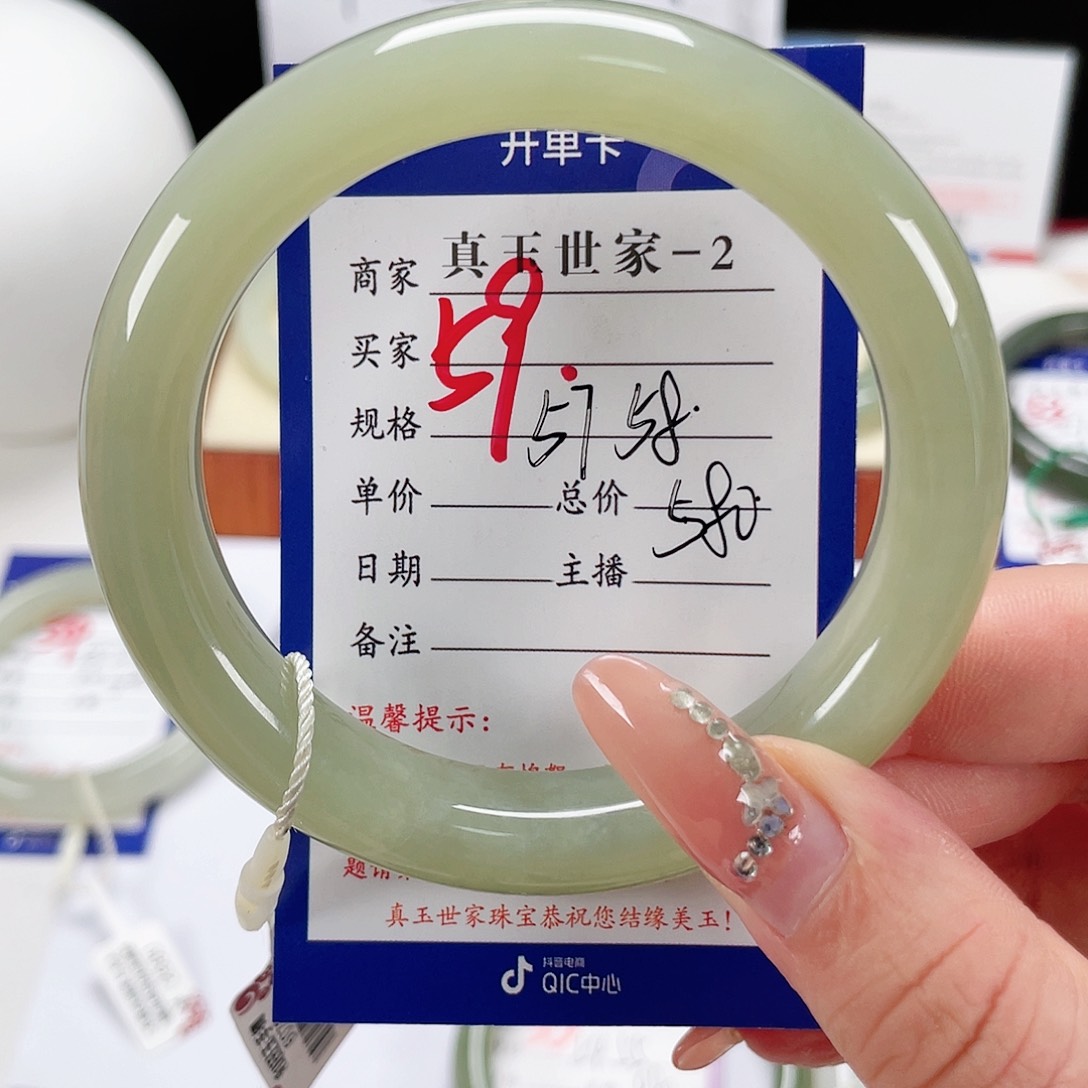 开单卡
商家 真玉世家-2
59.
买家
规格 57 58
单价 总价 580
日期 主播
备注
温馨提示:
真玉世家珠宝恭祝您结缘美玉!
抖音电商
QIC中心